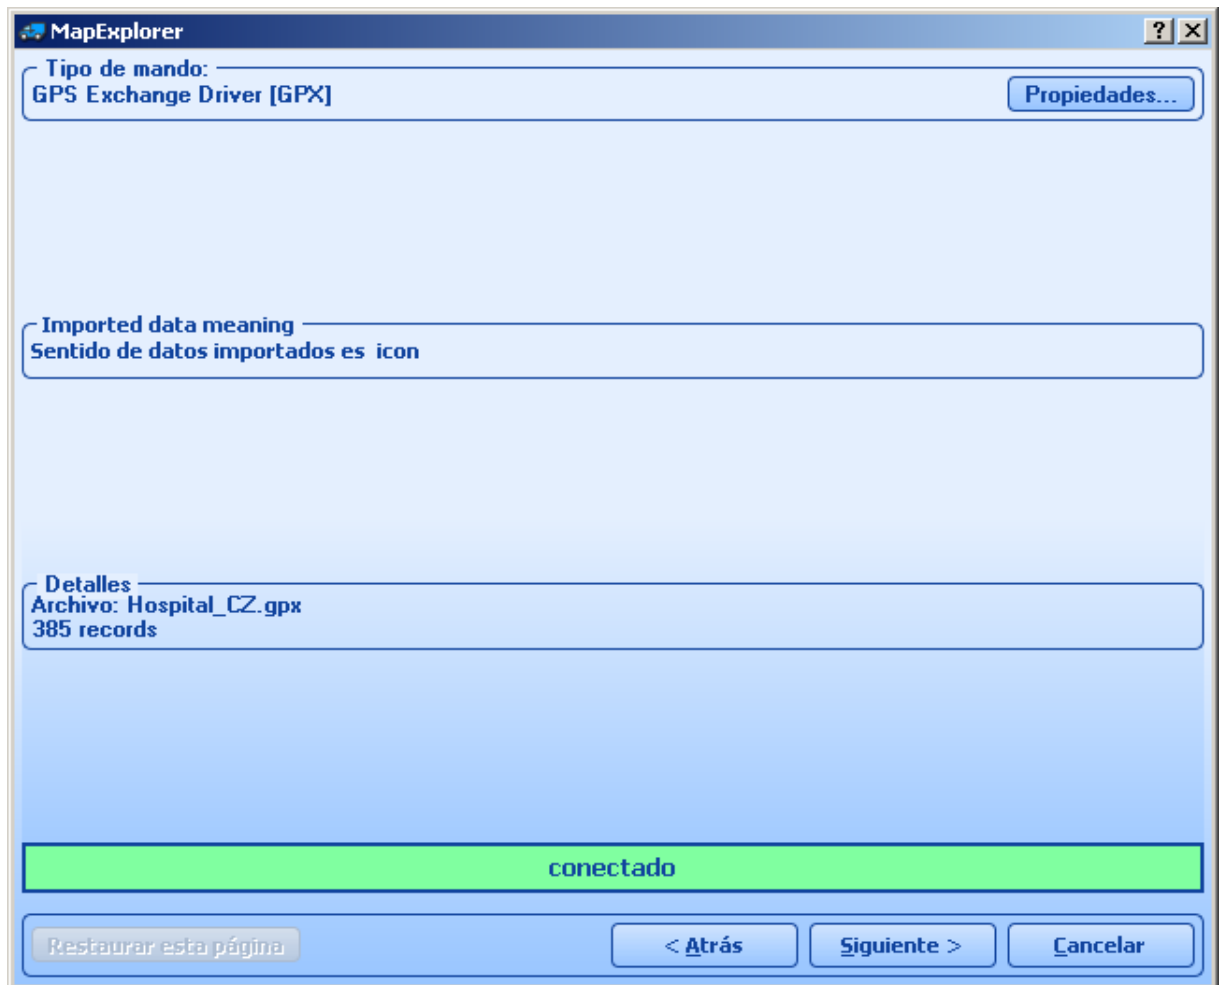 MapExplorer
Tipo de mando:
GPS Exchange Driver [GPX]
Propiedades...
Imported data meaning
Sentido de datos importados es icon
Detalles
Archivo: Hospital_CZ.gpx
385 records
conectado
Restaurar esta página
< Atrás
Siguiente >
Cancelar